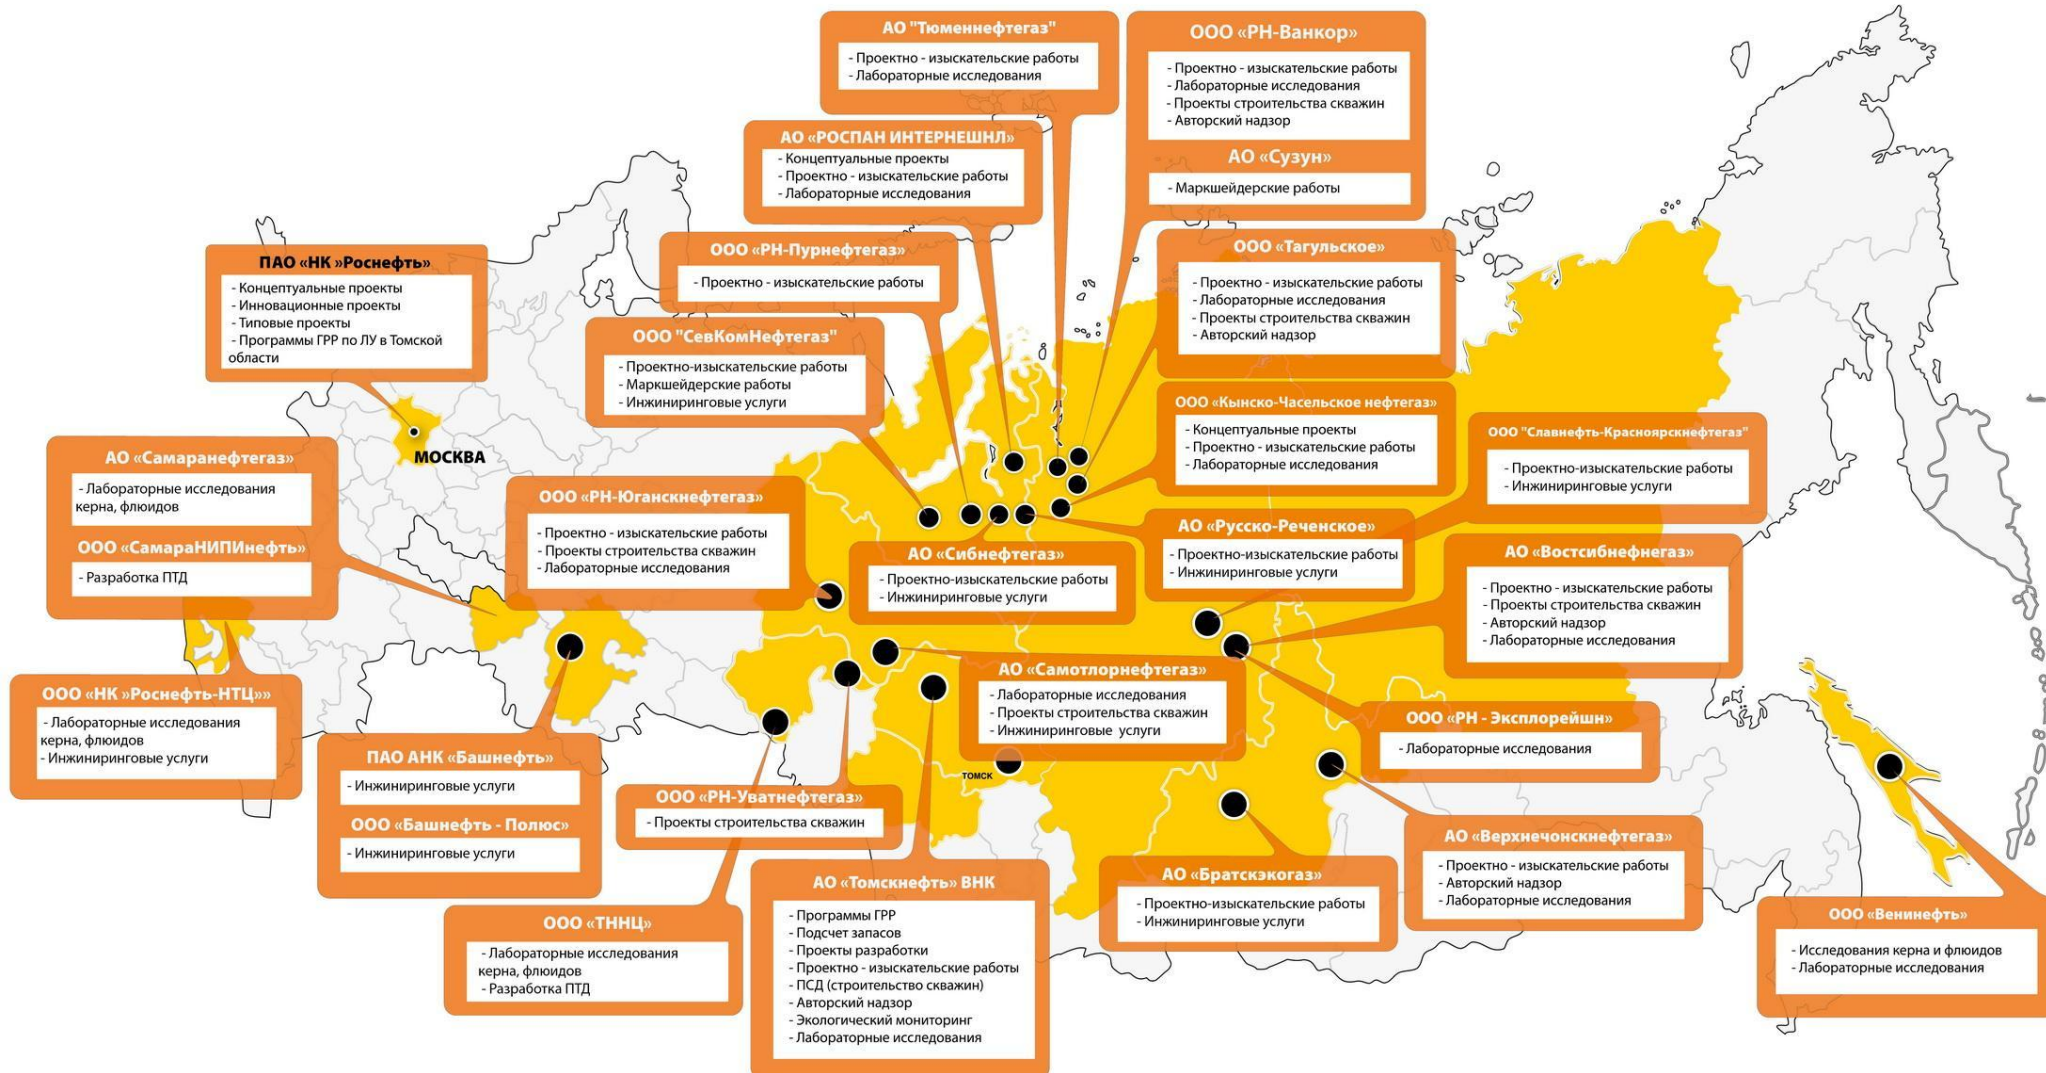 АО "Тюменнефтегаз"
- Проектно - изыскательские работы
- Лабораторные исследования
ООО «РН-Ванкор»
- Проектно - изыскательские работы
- Лабораторные исследования
- Проекты строительства скважин
- Авторский надзор
АО «Сузун»
- Маркшейдерские работы
АО «РОСПАН ИНТЕРНЕШНЛ»
- Концептуальные проекты
- Проектно - изыскательские работы
- Лабораторные исследования
ООО «РН-Пурнефтегаз»
- Проектно - изыскательские работы
ООО «Тагульское»
- Проектно - изыскательские работы
- Лабораторные исследования
- Проекты строительства скважин
- Авторский надзор
ПАО «НК »Роснефть»
- Концептуальные проекты
- Инновационные проекты
- Типовые проекты
- Программы ГРР по ЛУ в Томской
области
ООО "СевКомНефтегаз"
- Проектно-изыскательские работы
- Маркшейдерские работы
- Инжиниринговые услуги
ООО «Кынско-Часельское нефтегаз»
- Концептуальные проекты
- Проектно - изыскательские работы
- Лабораторные исследования
ООО "Славнефть-Красноярскнефтегаз"
- Проектно-изыскательские работы
- Инжиниринговые услуги
МОСКВА
АО «Самаранефтегаз»
- Лабораторные исследования
керна, флюидов
ООО «СамараНИПИнефть»
- Разработка ПТД
ООО «РН-Юганскнефтегаз»
- Проектно - изыскательские работы
- Проекты строительства скважин
- Лабораторные исследования
АО «Сибнефтегаз»
- Проектно-изыскательские работы
- Инжиниринговые услуги
АО «Русско-Реченское»
- Проектно-изыскательские работы
- Инжиниринговые услуги
АО «Востсибнефнегаз»
- Проектно - изыскательские работы
- Проекты строительства скважин
- Авторский надзор
- Лабораторные исследования
ООО «НК »Роснефть-НТЦ»»
- Лабораторные исследования
керна, флюидов
- Инжиниринговые услуги
АО «Самотлорнефтегаз»
- Лабораторные исследования
- Проекты строительства скважин
- Инжиниринговые услуги
ООО «РН - Эксплорейшн»
- Лабораторные исследования
ПАО АНК «Башнефть»
- Инжиниринговые услуги
ООО «Башнефть - Полюс»
- Инжиниринговые услуги
ТОМСК
ООО «РН-Уватнефтегаз»
- Проекты строительства скважин
АО «Верхнечонскнефтегаз»
- Проектно - изыскательские работы
- Авторский надзор
- Лабораторные исследования
АО «Томскнефть» ВНК
- Программы ГРР
- Подсчет запасов
- Проекты разработки
- Проектно - изыскательские работы
- ПСД (строительство скважин)
- Авторский надзор
- Экологический мониторинг
- Лабораторные исследования
АО «Братскэкогаз»
- Проектно-изыскательские работы
- Инжиниринговые услуги
ООО «ТННЦ»
- Лабораторные исследования
керна, флюидов
- Разработка ПТД
ООО «Венинефть»
- Исследования керна и флюидов
- Лабораторные исследования